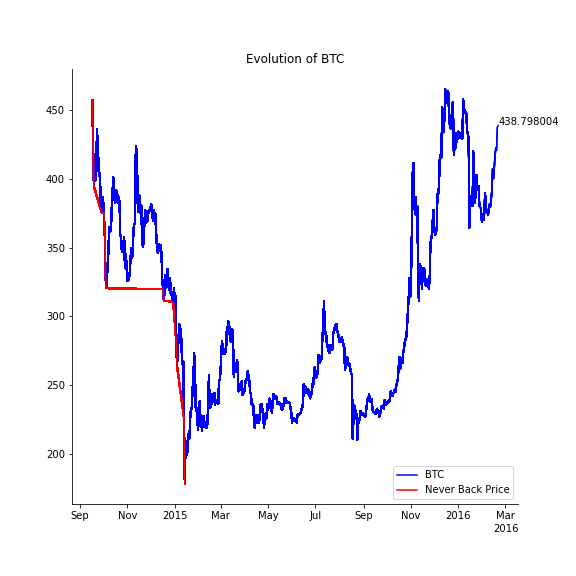 Evolution of BTC
450
400
350
300
250
200
438.798004
BTC
Never Back Price
Sep
Nov
2015
Mar
May
Jul
Sep
Nov
2016
Mar
2016